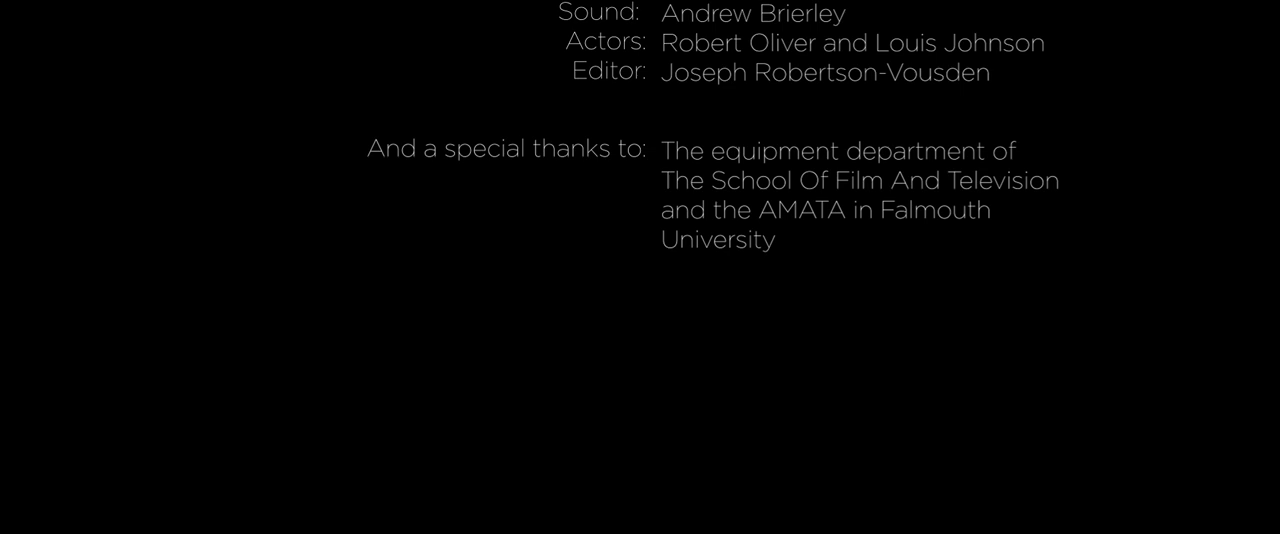 Sound: Andrew Brierley
Actors: Robert Oliver and Louis Johnson
Editor: Joseph Robertson-Vousden
And a special thanks to: The equipment department of
The School Of Film And Television
and the AMATA in Falmouth
University